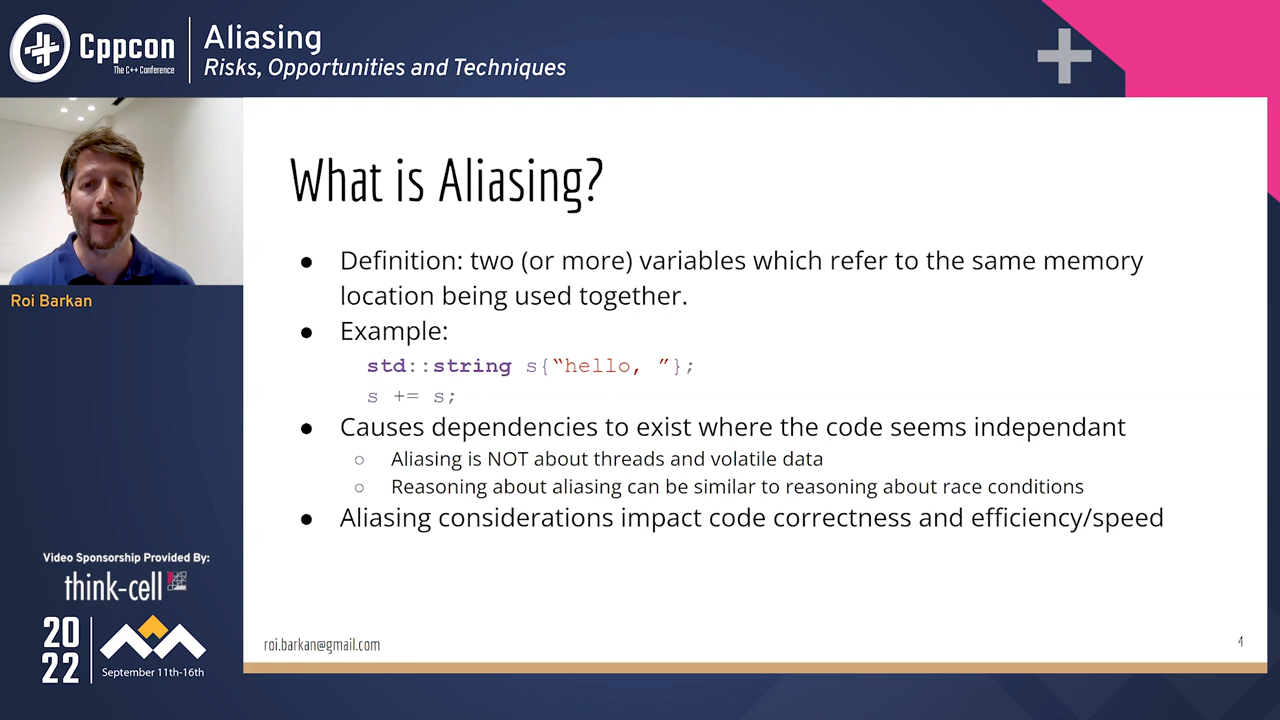 Cppcon
The C++ Conference
Aliasing
Risks, Opportunities and Techniques
Roi Barkan
What is Aliasing?
● Definition: two (or more) variables which refer to the same memory
location being used together.
● Example:
std::string s{“hello, ”};
s += s;
● Causes dependencies to exist where the code seems independant
○ Aliasing is NOT about threads and volatile data
○ Reasoning about aliasing can be similar to reasoning about race conditions
● Aliasing considerations impact code correctness and efficiency/speed
Video Sponsorship Provided By:
think-cell
20
22
September 11th-16th
roi.barkan@gmail.com
4